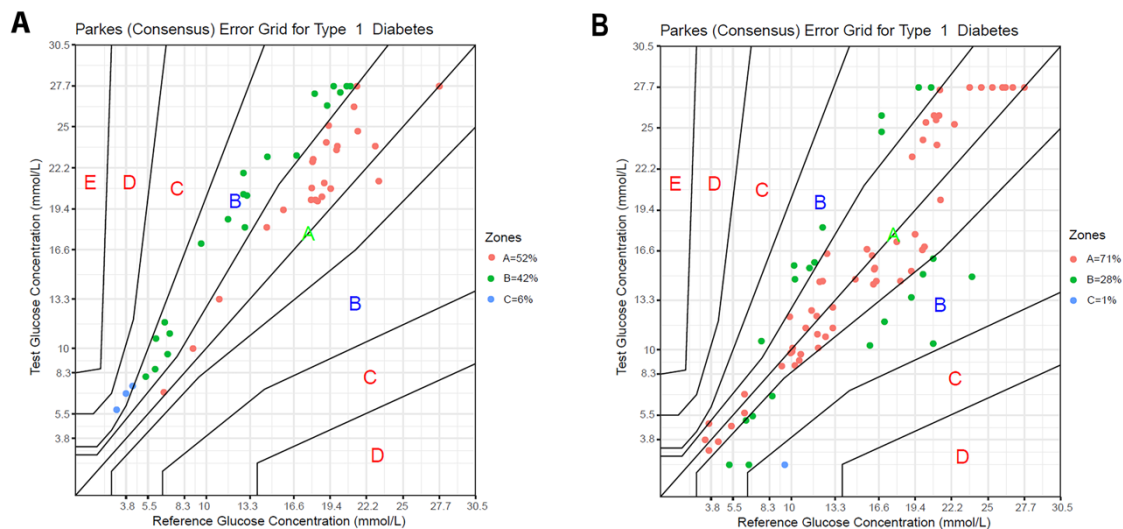 A
Parkes (Consensus) Error Grid for Type 1 Diabetes
Test Glucose Concentration (mmol/L)
30.5
27.7
25
22.2
19.4
16.6
13.3
10
8.3
5.5
3.8
E
D
C
B
A
B
C
D
3.8 5.5 8.3 10 13.3 16.6 19.4 22.2 25 27.7 30.5
Reference Glucose Concentration (mmol/L)
Zones
A=52%
B=42%
C=6%
B
Parkes (Consensus) Error Grid for Type 1 Diabetes
Test Glucose Concentration (mmol/L)
30.5
27.7
25
22.2
19.4
16.6
13.3
10
8.3
5.5
3.8
E
D
C
B
A
B
C
D
3.8 5.5 8.3 10 13.3 16.6 19.4 22.2 25 27.7 30.5
Reference Glucose Concentration (mmol/L)
Zones
A=71%
B=28%
C=1%